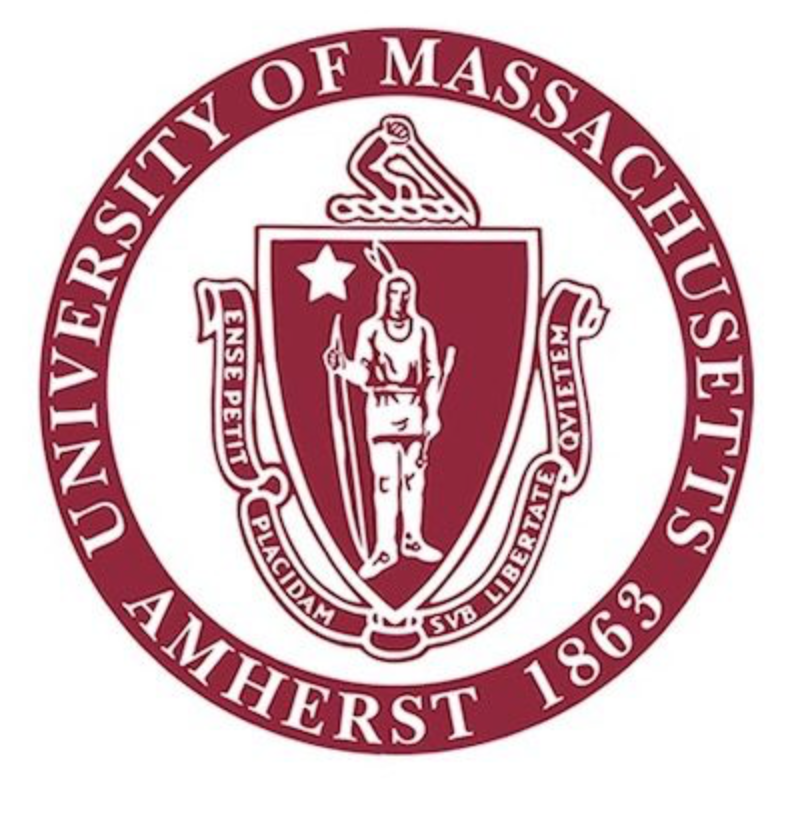 UNIVERSITY OF MASSACHUSETTS
AMHERST 1863
ENSE PETIT
PLACIDAM
SVB LIBERTATE
QVIETEM